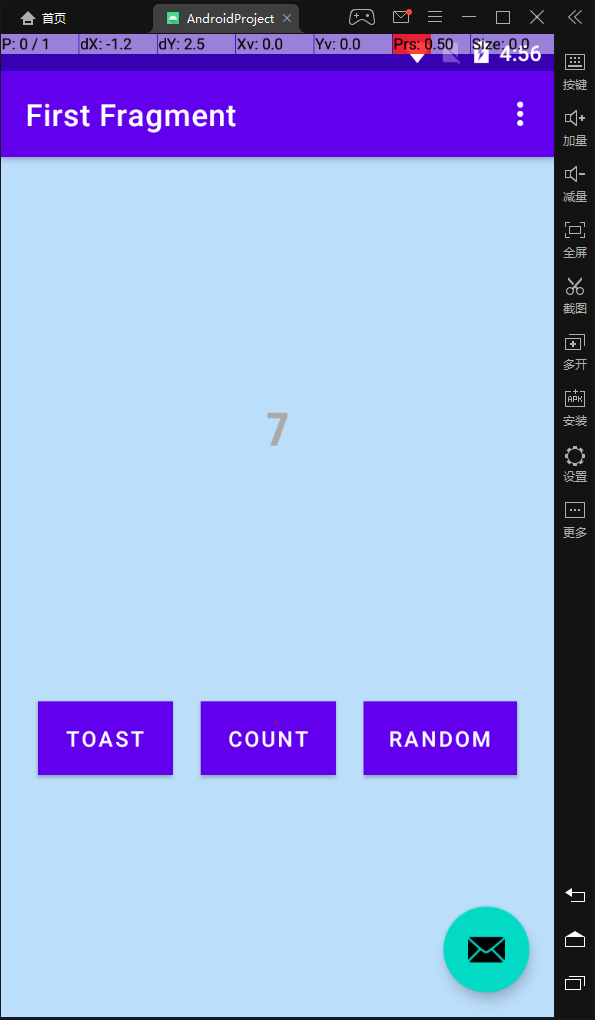 首页
AndroidProject
P: 0 / 1 dX: -1.2 dY: 2.5 Xv: 0.0 Yv: 0.0 Prs: 0.50 Size: 0.0
4:56
First Fragment
按键
加量
减量
全屏
截图
多开
APK
安装
设置
更多
7
TOAST COUNT RANDOM